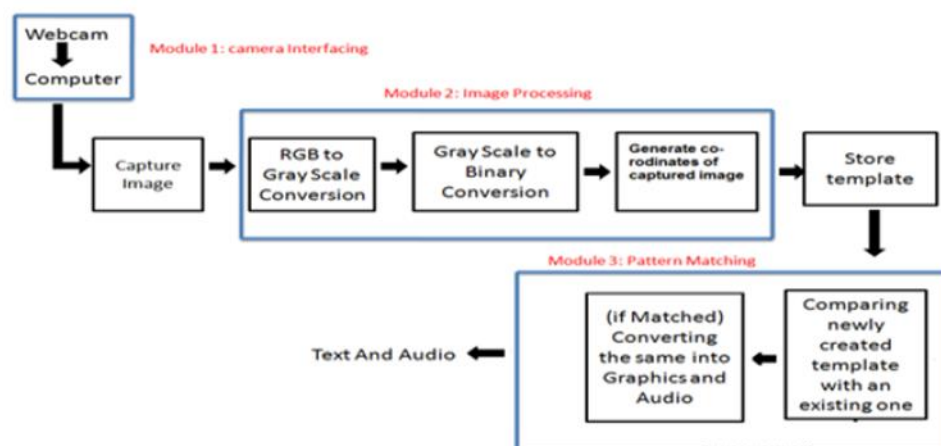 Webcam
Computer
Module 1: camera Interfacing
Module 2: Image Processing
Capture
Image
RGB to
Gray Scale
Conversion
Gray Scale to
Binary
Conversion
Generate co-
rodinates of
captured image
Store
template
Module 3: Pattern Matching
Comparing
newly
created
template
with an
existing one
(if Matched)
Converting
the same into
Graphics and
Audio
Text And Audio